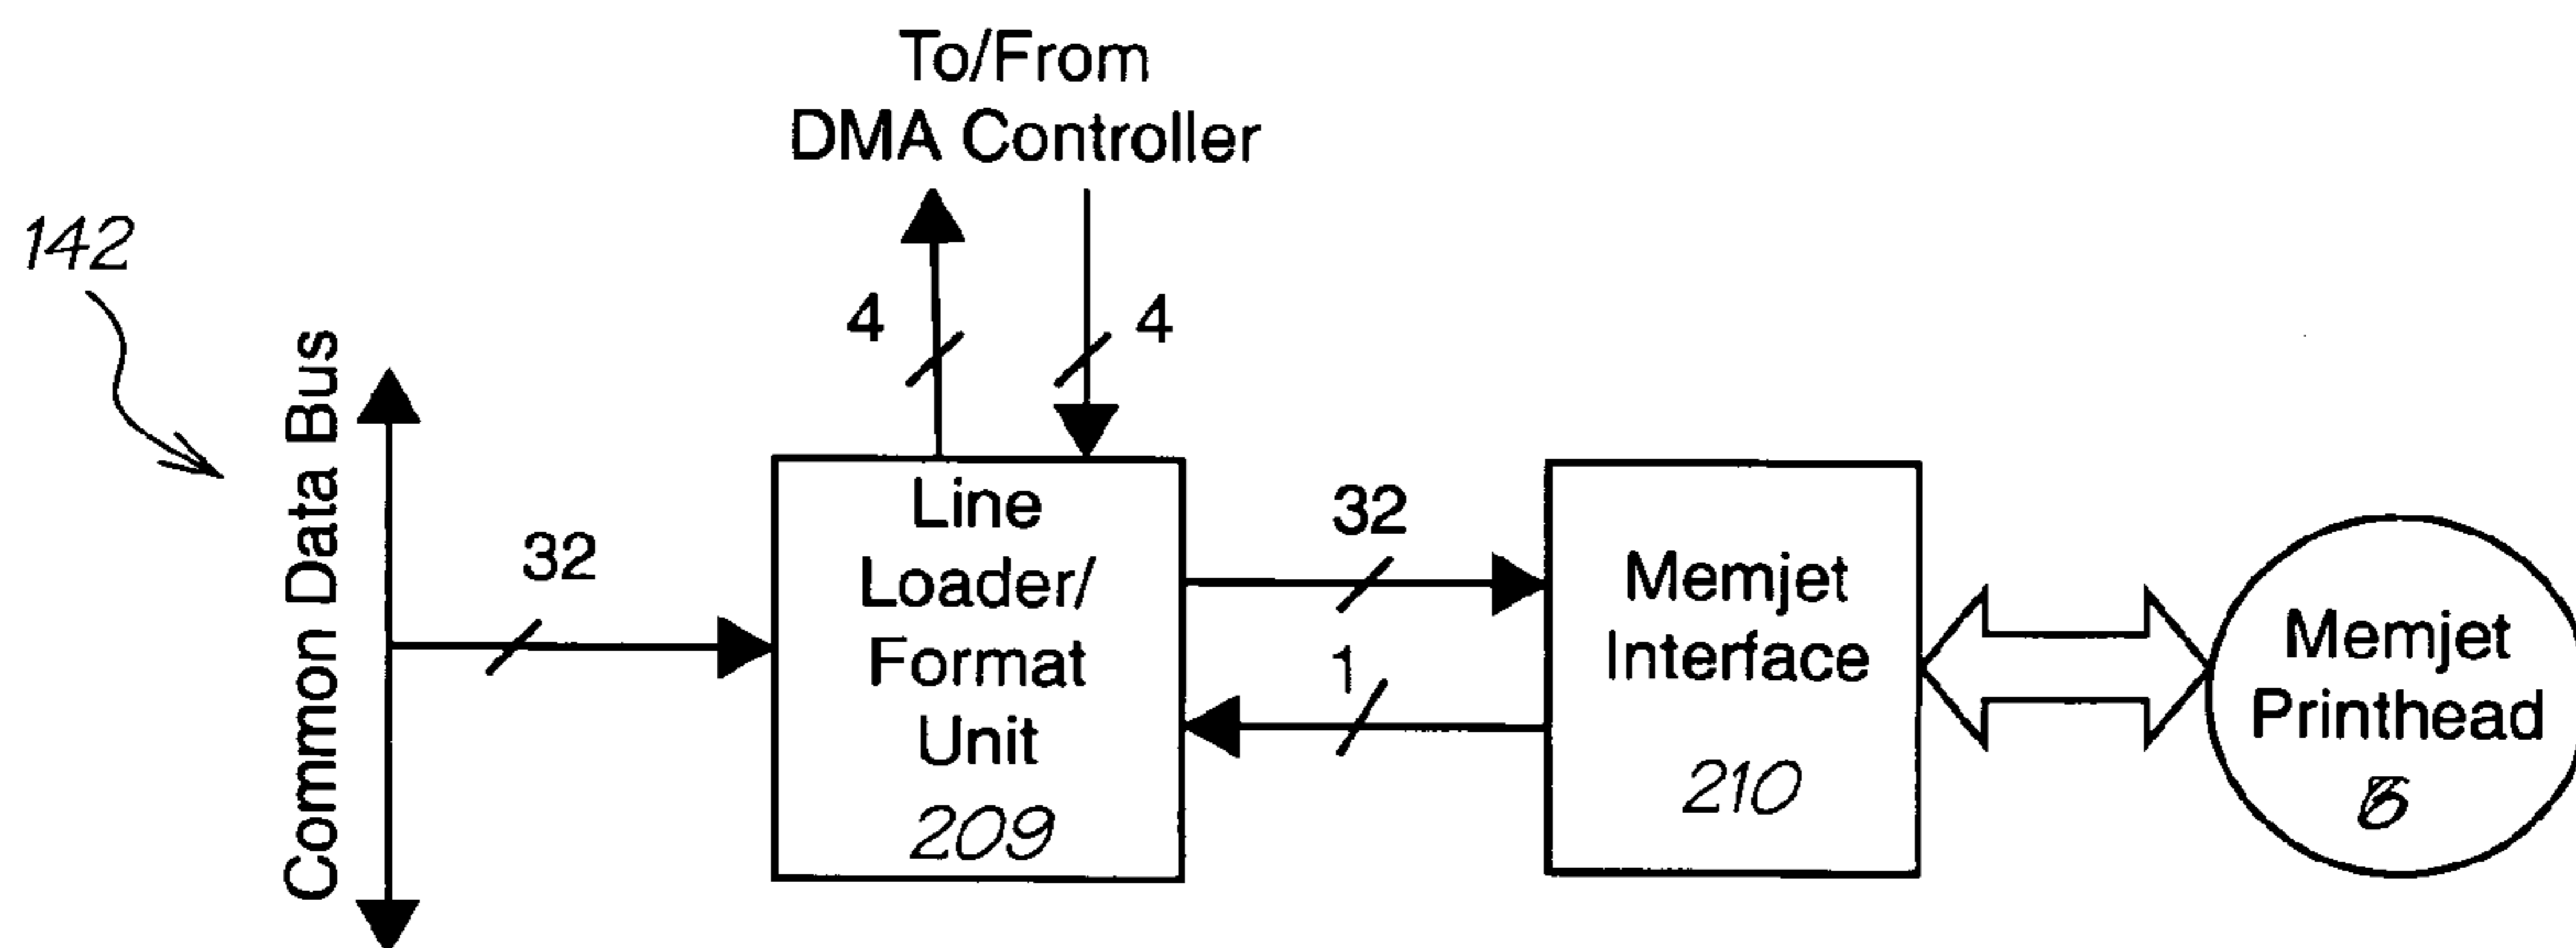 To/From
DMA Controller
142
4
4
Common Data Bus
32
Line
Loader/
Format
Unit
209
32
1
Memjet
Interface
210
Memjet
Printhead